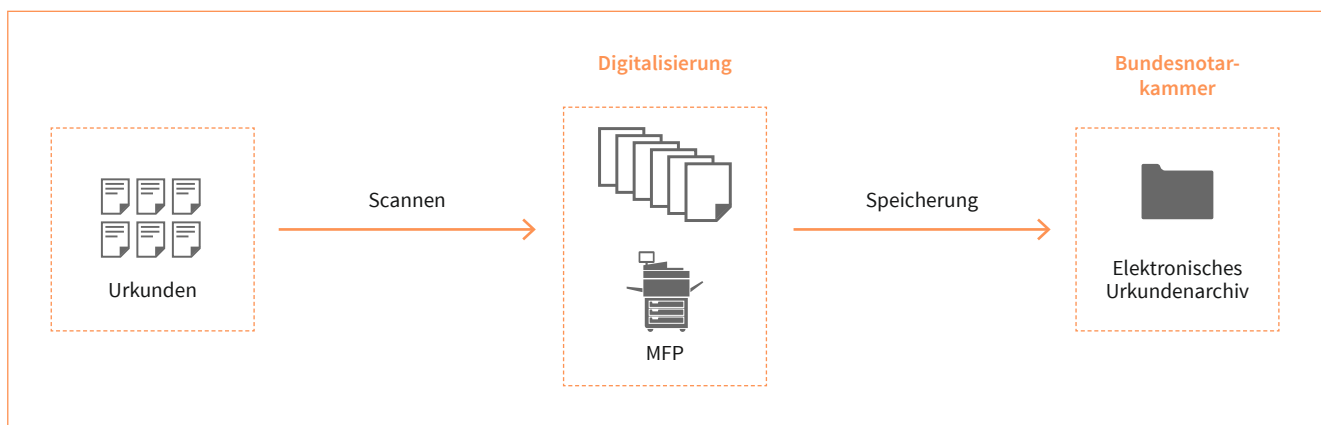 Digitalisierung
Bundesnotar-
kammer
Scannen
Speicherung
Urkunden
MFP
Elektronisches
Urkundenarchiv